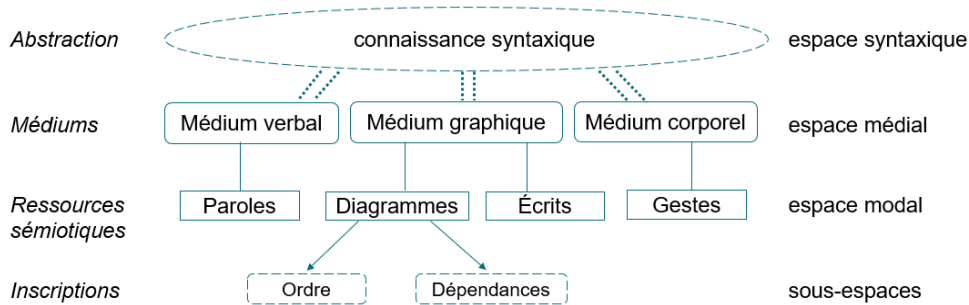 Abstraction connaissance syntaxique espace syntaxique
Médiums Médium verbal Médium graphique Médium corporel espace médial
Ressources sémiotiques Paroles Diagrammes Écrits Gestes espace modal
Inscriptions Ordre Dépendances sous-espaces